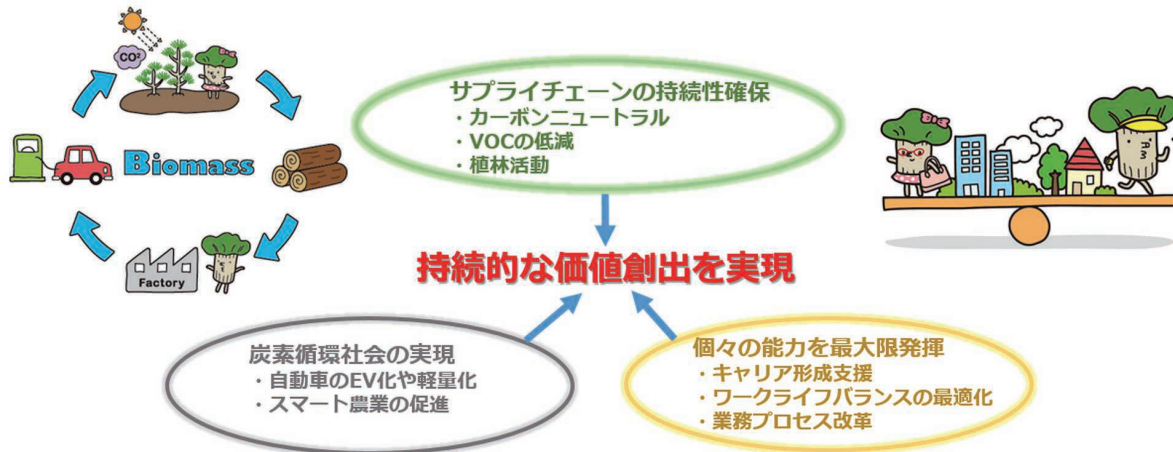 CO²
Biomass
Factory
サプライチェーンの持続性確保
・カーボンニュートラル
・VOCの低減
・植林活動
Am
持続的な価値創出を実現
炭素循環社会の実現
・自動車のEV化や軽量化
・スマート農業の促進
個々の能力を最大限発揮
・キャリア形成支援
・ワークライフバランスの最適化
・業務プロセス改革